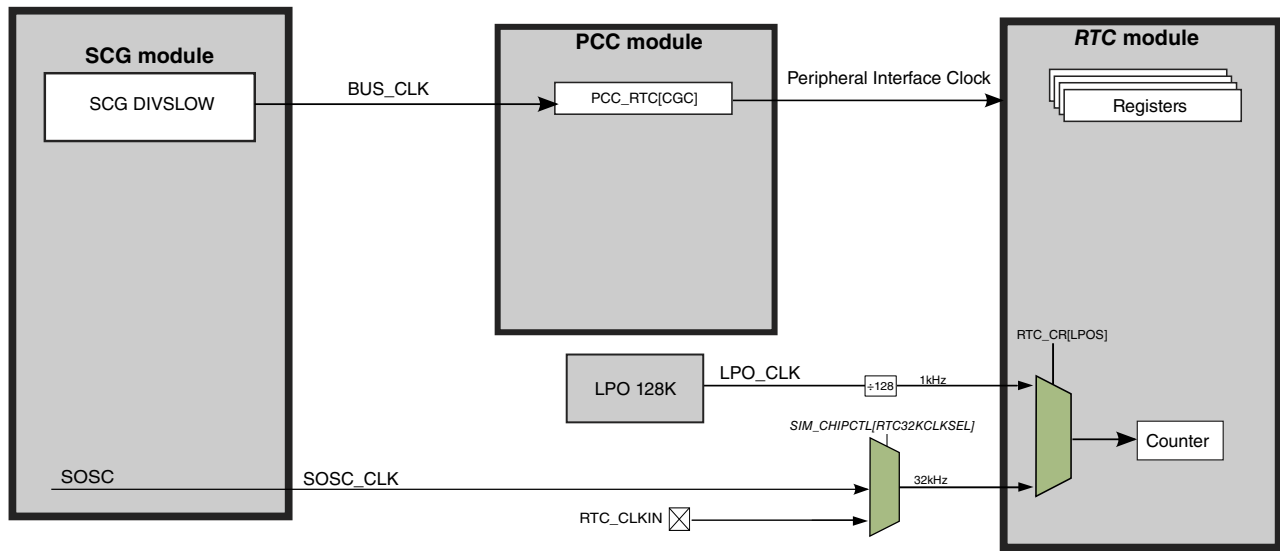 SCG module
SCG DIVSLOW
BUS_CLK
PCC module
PCC_RTC[CGC]
Peripheral Interface Clock
RTC module
Registers
RTC_CR[LPOS]
LPO 128K
LPO_CLK
÷128
1kHz
SIM_CHIPCTL[RTC32KCLKSEL]
Counter
SOSC
SOSC_CLK
32kHz
RTC_CLKIN